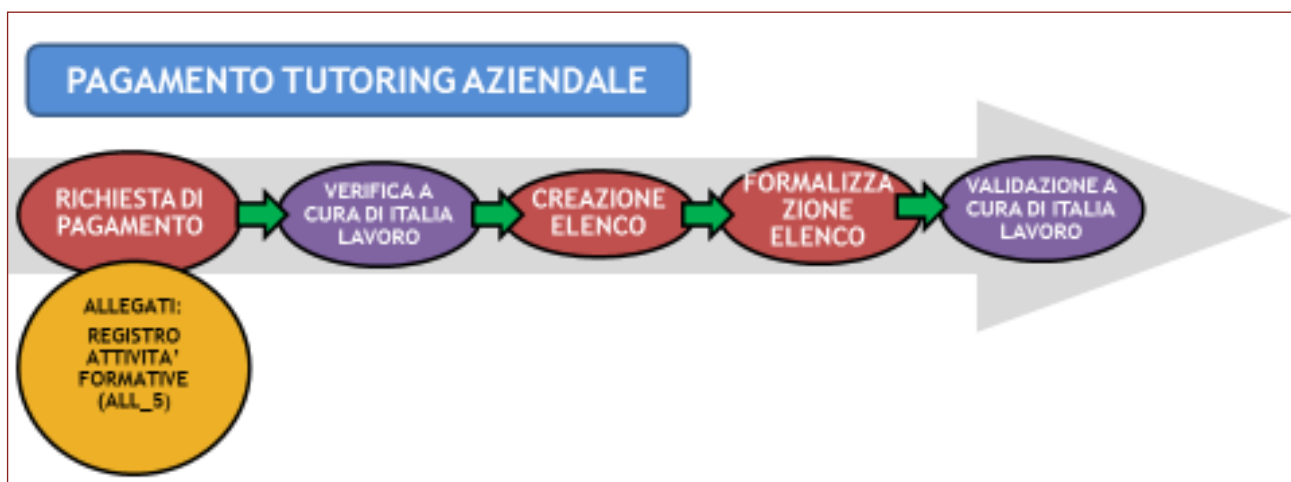 PAGAMENTO TUTORING AZIENDALE
RICHIESTA DI
PAGAMENTO
VERIFICA A
CURA DI ITALIA
LAVORO
CREAZIONE
ELENCO
FORMALIZZA
ZIONE
ELENCO
VALIDAZIONE A
CURA DI ITALIA
LAVORO
ALLEGATI:
REGISTRO
ATTIVITA'
FORMATIVE
(ALL_5)